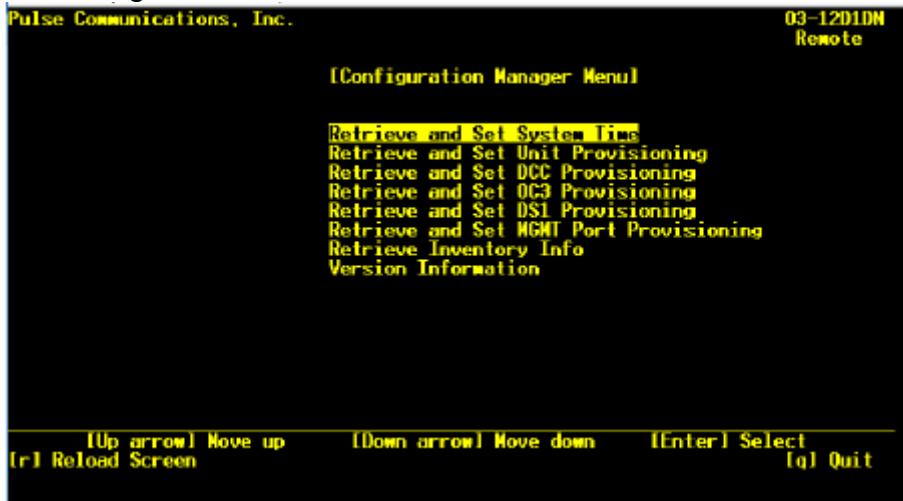 Pulse Communications, Inc. 03-12D1DN
Remote
[Configuration Manager Menu]
Retrieve and Set System Time
Retrieve and Set Unit Provisioning
Retrieve and Set DCC Provisioning
Retrieve and Set OC3 Provisioning
Retrieve and Set DS1 Provisioning
Retrieve and Set MGMT Port Provisioning
Retrieve Inventory Info
Version Information
[Up arrow] Move up [Down arrow] Move down [Enter] Select
[r] Reload Screen [q] Quit